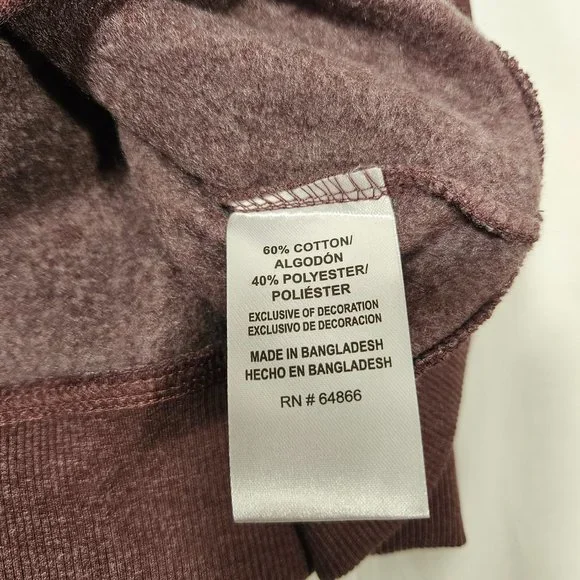 60% COTTON/
ALGODÓN
40% POLYESTER/
POLIÉSTER
EXCLUSIVE OF DECORATION
EXCLUSIVO DE DECORACION
MADE IN BANGLADESH
HECHO EN BANGLADESH
RN # 64866